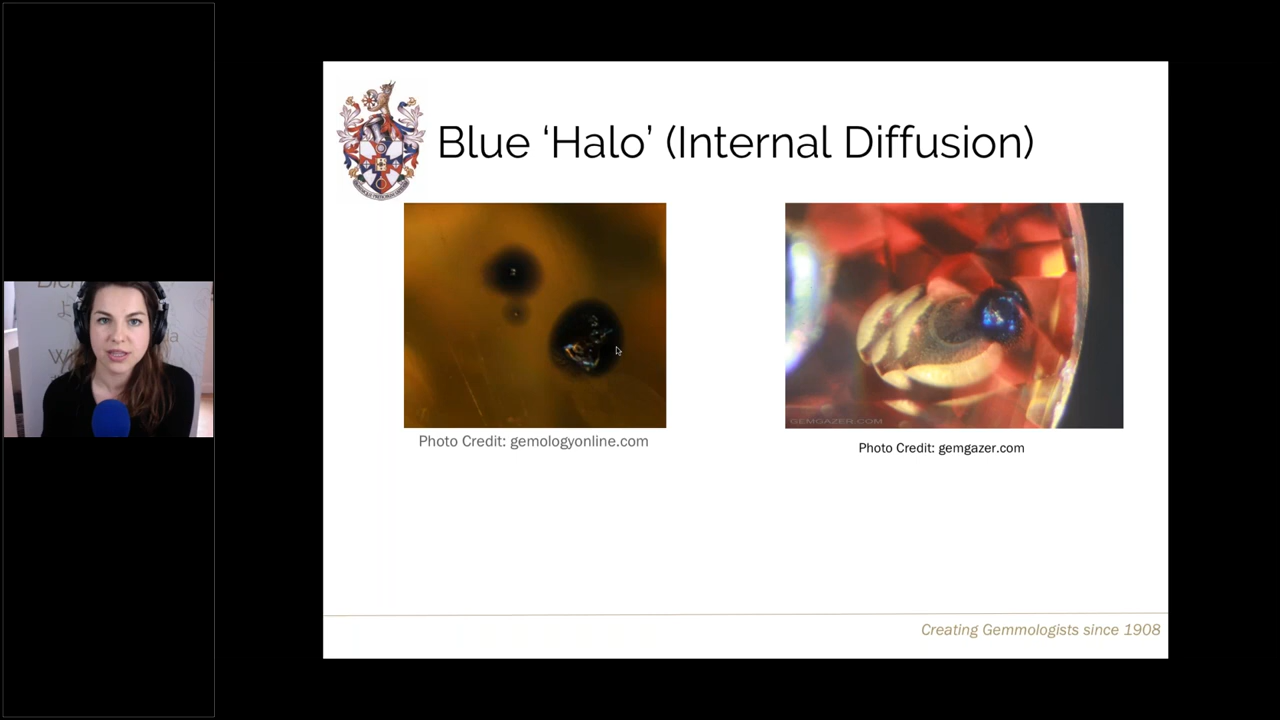 Blue ‘Halo’ (Internal Diffusion)
GEMGAZER.COM
Photo Credit: gemologyonline.com
Photo Credit: gemgazer.com
Creating Gemmologists since 1908